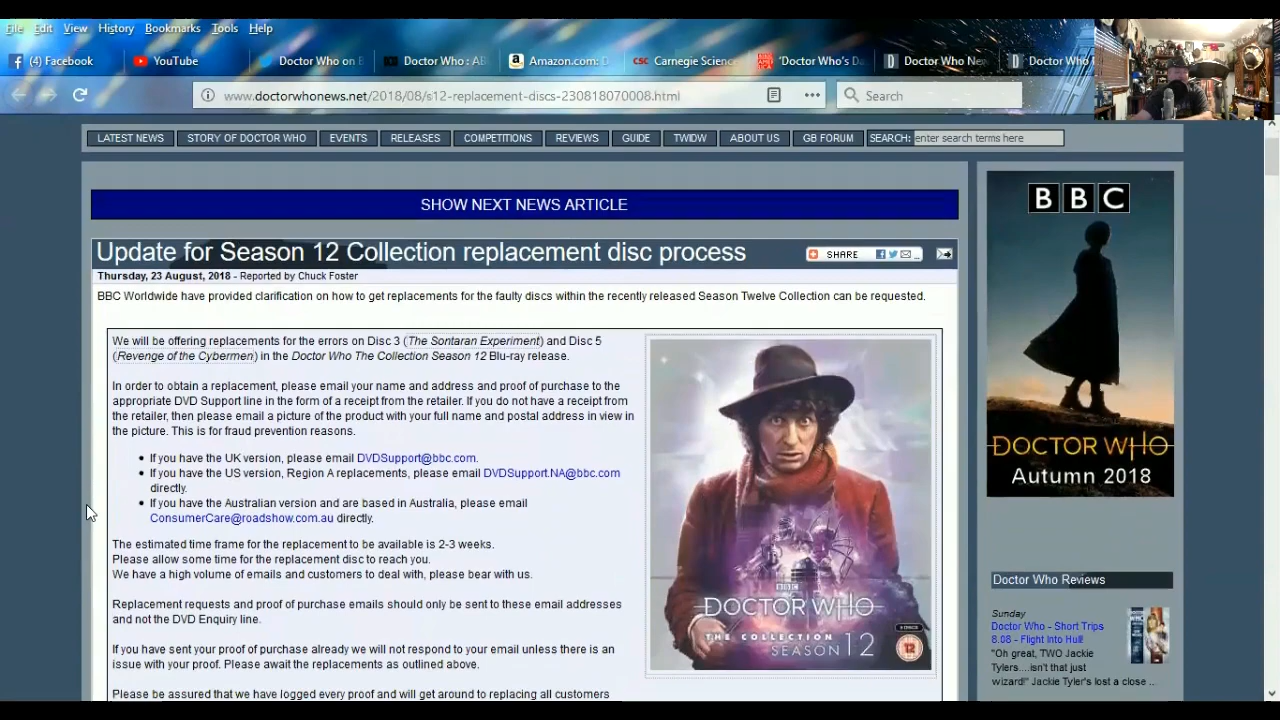 File Edit View History Bookmarks Tools Help
(4) Facebook YouTube Doctor Who on Doctor Who : AB Amazon.com: D Carnegie Scienc 'Doctor Who's Da Doctor Who Ne Doctor Who
www.doctorwhonews.net/2018/08/s12-replacement-discs-230818070008.html Search
LATEST NEWS STORY OF DOCTOR WHO EVENTS RELEASES COMPETITIONS REVIEWS GUIDE TWIDW ABOUT US GB FORUM SEARCH: enter search terms here
SHOW NEXT NEWS ARTICLE
Update for Season 12 Collection replacement disc process
SHARE
Thursday, 23 August, 2018 - Reported by Chuck Foster
BBC Worldwide have provided clarification on how to get replacements for the faulty discs within the recently released Season Twelve Collection can be requested.
We will be offering replacements for the errors on Disc 3 (The Sontaran Experiment) and Disc 5
(Revenge of the Cybermen) in the Doctor Who The Collection Season 12 Blu-ray release.
In order to obtain a replacement, please email your name and address and proof of purchase to the
appropriate DVD Support line in the form of a receipt from the retailer. If you do not have a receipt from
the retailer, then please email a picture of the product with your full name and postal address in view in
the picture. This is for fraud prevention reasons.
• If you have the UK version, please email DVDSupport@bbc.com.
• If you have the US version, Region A replacements, please email DVDSupport.NA@bbc.com
directly.
• If you have the Australian version and are based in Australia, please email
ConsumerCare@roadshow.com.au directly.
The estimated time frame for the replacement to be available is 2-3 weeks.
Please allow some time for the replacement disc to reach you.
We have a high volume of emails and customers to deal with, please bear with us.
Replacement requests and proof of purchase emails should only be sent to these email addresses
and not the DVD Enquiry line.
If you have sent your proof of purchase already we will not respond to your email unless there is an
issue with your proof. Please await the replacements as outlined above.
Please be assured that we have logged every proof and will get around to replacing all customers
BBC
DOCTOR WHO
THE COLLECTION
SEASON 12
12
BBC
DOCTOR WHO
Autumn 2018
Doctor Who Reviews
Sunday
Doctor Who - Short Trips
8.08 - Flight Into Hull!
"Oh great, TWO Jackie
Tylers....isn't that just
wizard!" Jackie Tyler's lost a close ..